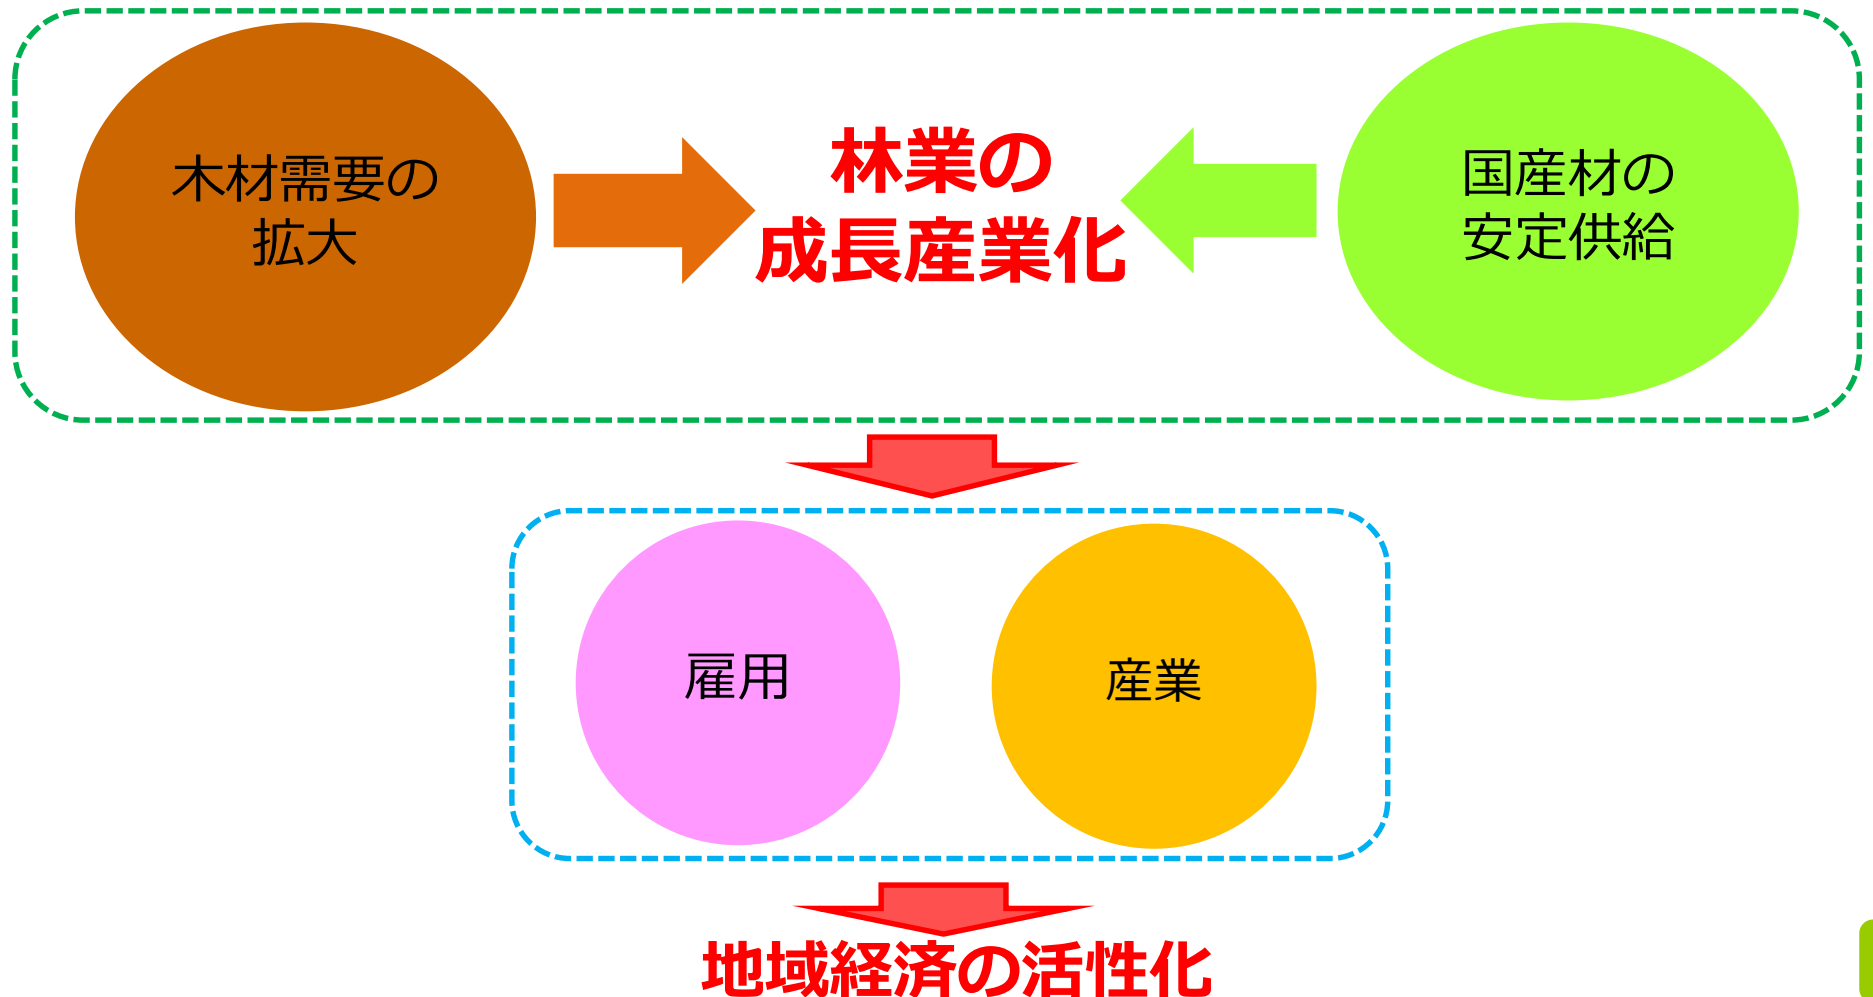 木材需要の
拡大
林業の
成長産業化
国産材の
安定供給
雇用
産業
地域経済の活性化